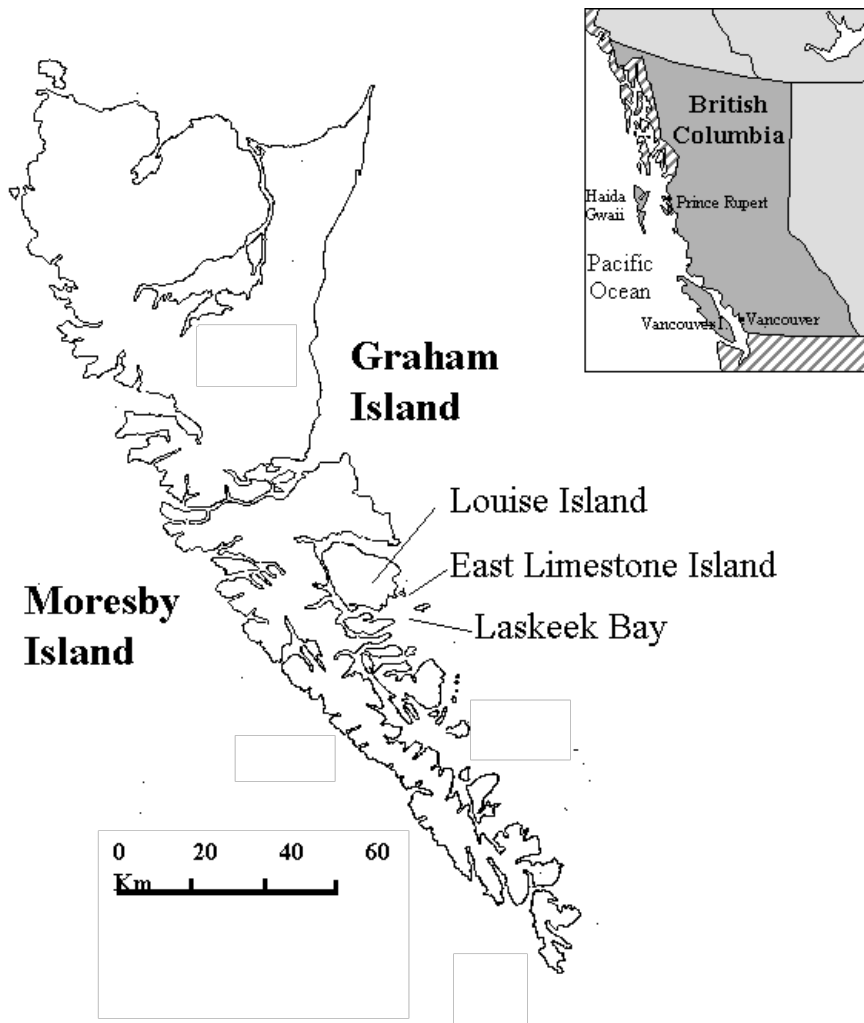 British
Columbia
Haida
Gwaii
Prince Rupert
Pacific
Ocean
Vancouver I.
Vancouver
Graham
Island
Louise Island
East Limestone Island
Moresby
Island
Laskeek Bay
0 20 40 60
Km